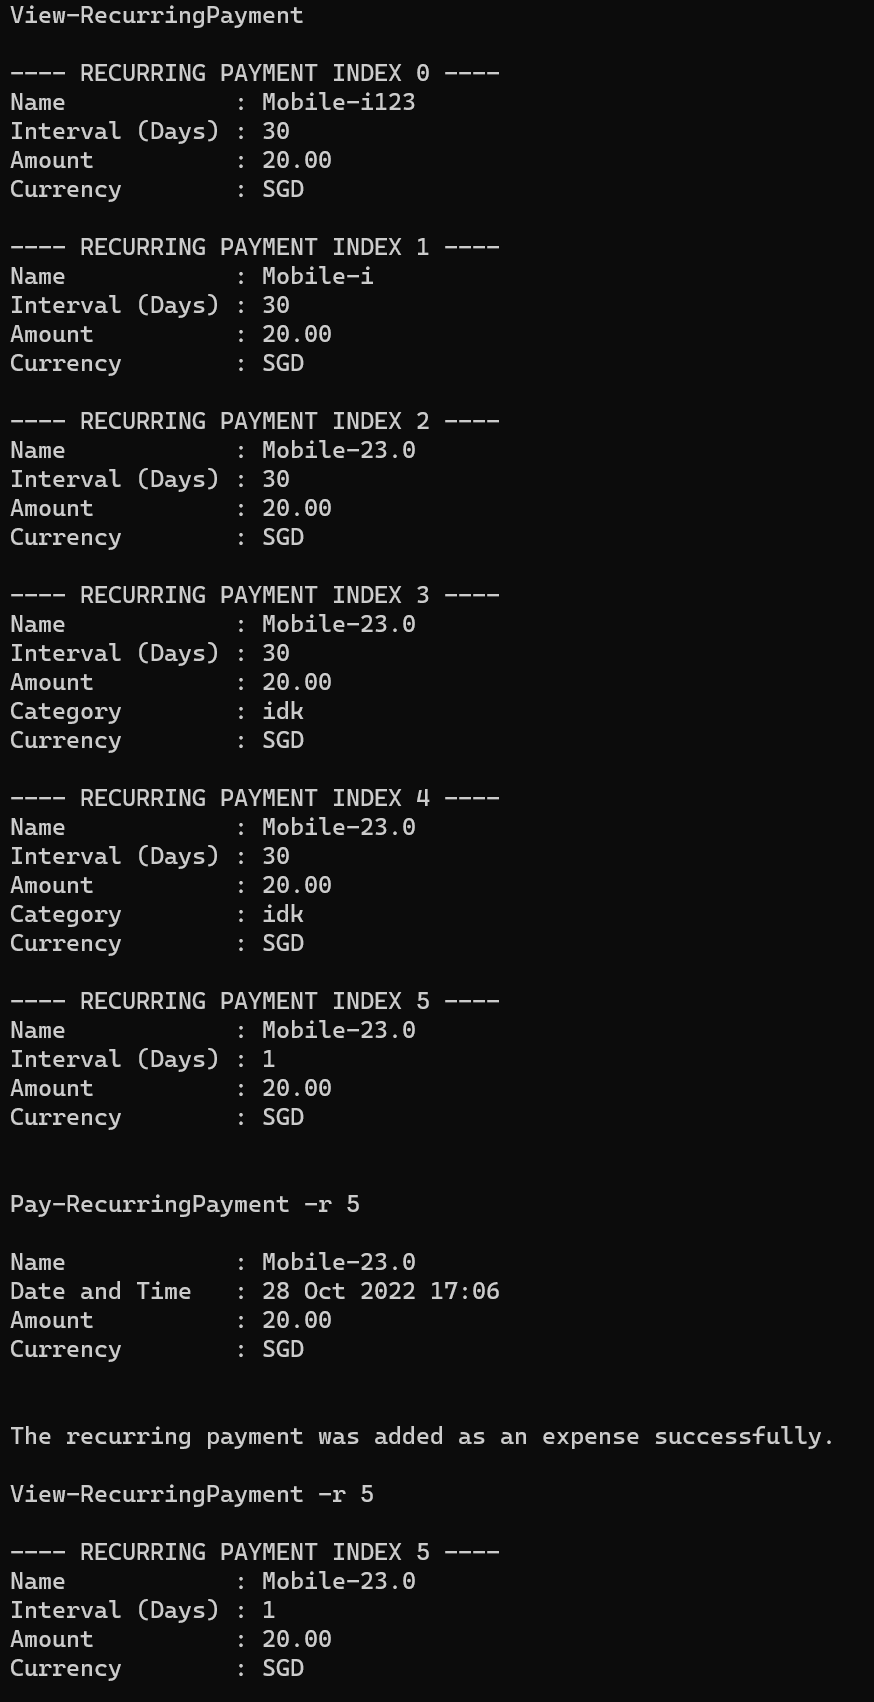 View-RecurringPayment
---- RECURRING PAYMENT INDEX 0 ----
Name            : Mobile-i123
Interval (Days) : 30
Amount          : 20.00
Currency        : SGD
---- RECURRING PAYMENT INDEX 1 ----
Name            : Mobile-i
Interval (Days) : 30
Amount          : 20.00
Currency        : SGD
---- RECURRING PAYMENT INDEX 2 ----
Name            : Mobile-23.0
Interval (Days) : 30
Amount          : 20.00
Currency        : SGD
---- RECURRING PAYMENT INDEX 3 ----
Name            : Mobile-23.0
Interval (Days) : 30
Amount          : 20.00
Category        : idk
Currency        : SGD
---- RECURRING PAYMENT INDEX 4 ----
Name            : Mobile-23.0
Interval (Days) : 30
Amount          : 20.00
Category        : idk
Currency        : SGD
---- RECURRING PAYMENT INDEX 5 ----
Name            : Mobile-23.0
Interval (Days) : 1
Amount          : 20.00
Currency        : SGD
Pay-RecurringPayment -r 5
Name            : Mobile-23.0
Date and Time   : 28 Oct 2022 17:06
Amount          : 20.00
Currency        : SGD
The recurring payment was added as an expense successfully.
View-RecurringPayment -r 5
---- RECURRING PAYMENT INDEX 5 ----
Name            : Mobile-23.0
Interval (Days) : 1
Amount          : 20.00
Currency        : SGD